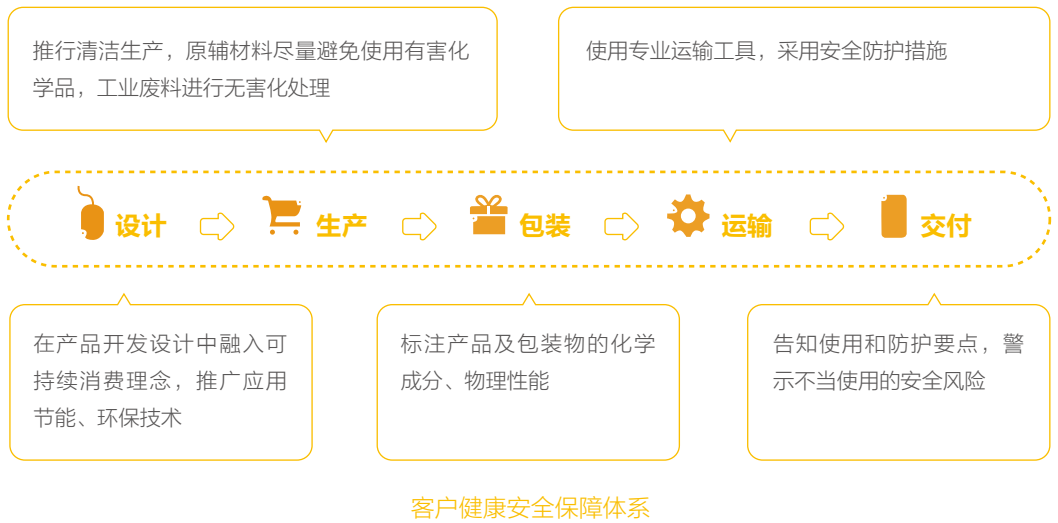 推行清洁生产，原辅材料尽量避免使用有害化
学品，工业废料进行无害化处理
使用专业运输工具，采用安全防护措施
设计
生产
包装
运输
交付
在产品开发设计中融入可
持续消费理念，推广应用
节能、环保技术
标注产品及包装物的化学
成分、物理性能
告知使用和防护要点，警
示不当使用的安全风险
客户健康安全保障体系